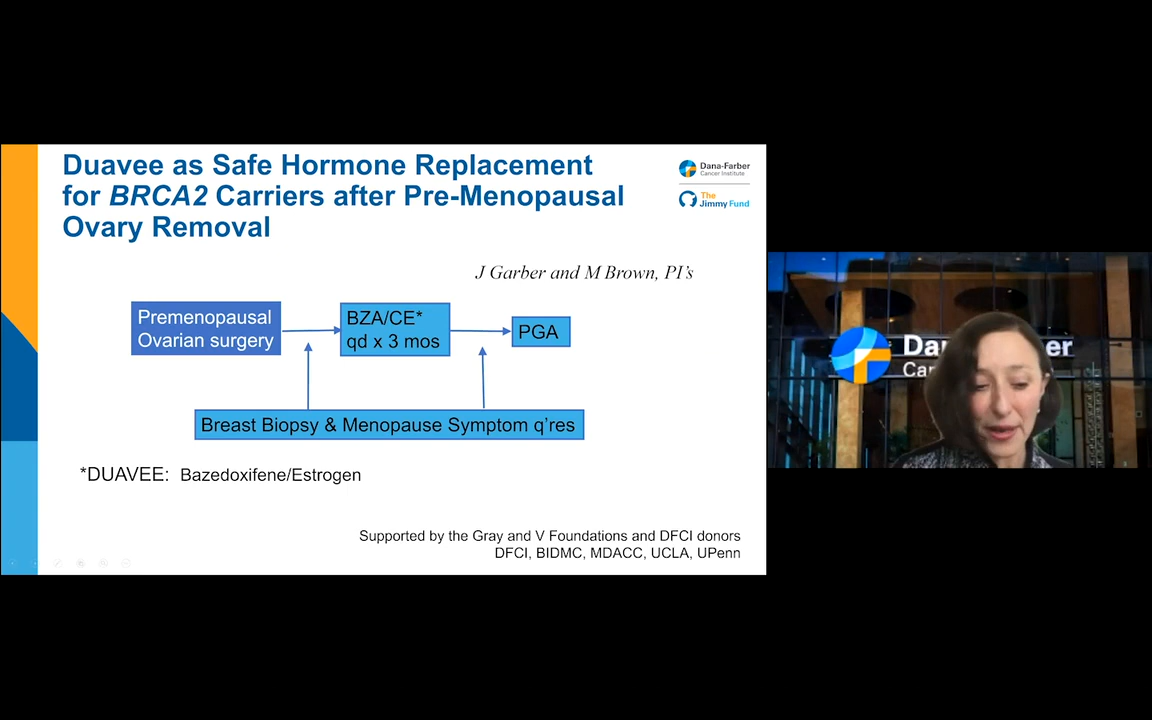 Duavee as Safe Hormone Replacement
for BRCA2 Carriers after Pre-Menopausal
Ovary Removal
Dana-Farber
Cancer Institute
The
Jimmy Fund
J Garber and M Brown, PI's
Premenopausal
Ovarian surgery
BZA/CE*
qd x 3 mos
PGA
Breast Biopsy & Menopause Symptom q'res
*DUAVEE: Bazedoxifene/Estrogen
Supported by the Gray and V Foundations and DFCI donors
DFCI, BIDMC, MDACC, UCLA, UPenn